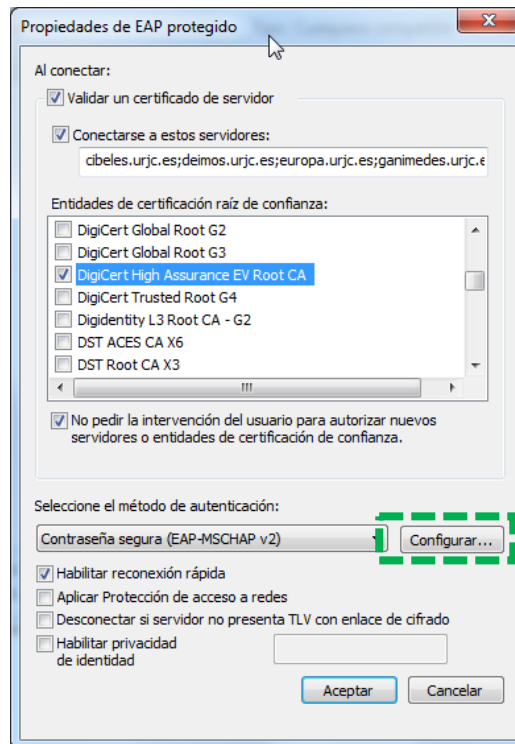 Propiedades de EAP protegido
Al conectar:
Validar un certificado de servidor
Conectarse a estos servidores:
cibeles.urjc.es;deimos.urjc.es;europa.urjc.es;ganimedes.urjc.e
Entidades de certificación raíz de confianza:
DigiCert Global Root G2
DigiCert Global Root G3
DigiCert High Assurance EV Root CA
DigiCert Trusted Root G4
Digidentity L3 Root CA - G2
DST ACES CA X6
DST Root CA X3
No pedir la intervención del usuario para autorizar nuevos
servidores o entidades de certificación de confianza.
Seleccione el método de autenticación:
Contraseña segura (EAP-MSCHAP v2)
Configurar...
Habilitar reconexión rápida
Aplicar Protección de acceso a redes
Desconectar si servidor no presenta TLV con enlace de cifrado
Habilitar privacidad
de identidad
Aceptar
Cancelar